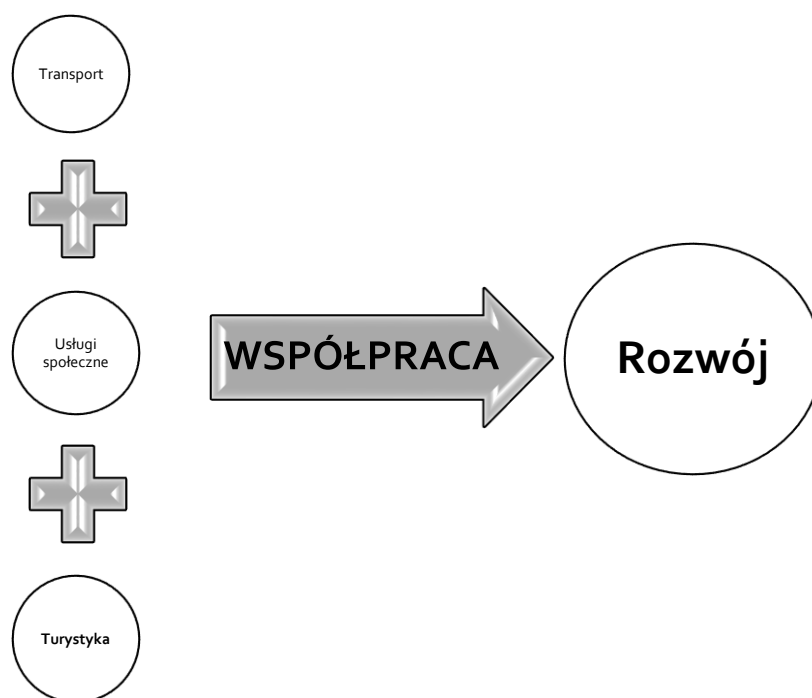 Transport
Usługi
społeczne
WSPÓŁPRACA
Rozwój
Turystyka